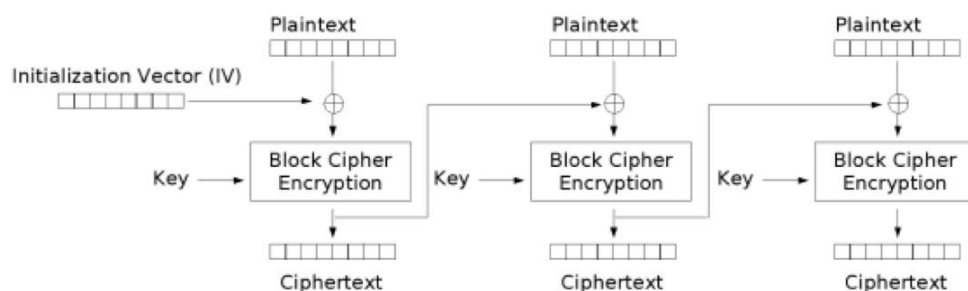 Plaintext
Plaintext
Plaintext
Initialization Vector (IV)
Key
Block Cipher
Encryption
Key
Block Cipher
Encryption
Key
Block Cipher
Encryption
Ciphertext
Ciphertext
Ciphertext